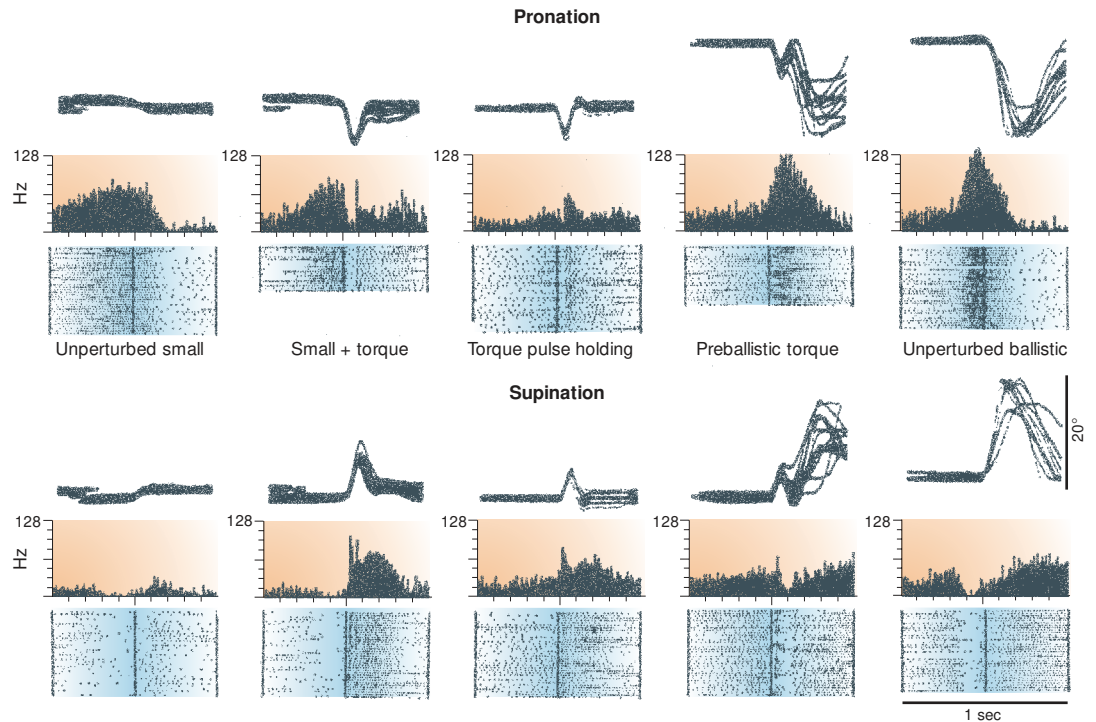 Pronation
128 128 128 128 128
Hz
Unperturbed small Small + torque Torque pulse holding Preballistic torque Unperturbed ballistic
Supination
20°
128 128 128 128 128
Hz
1 sec